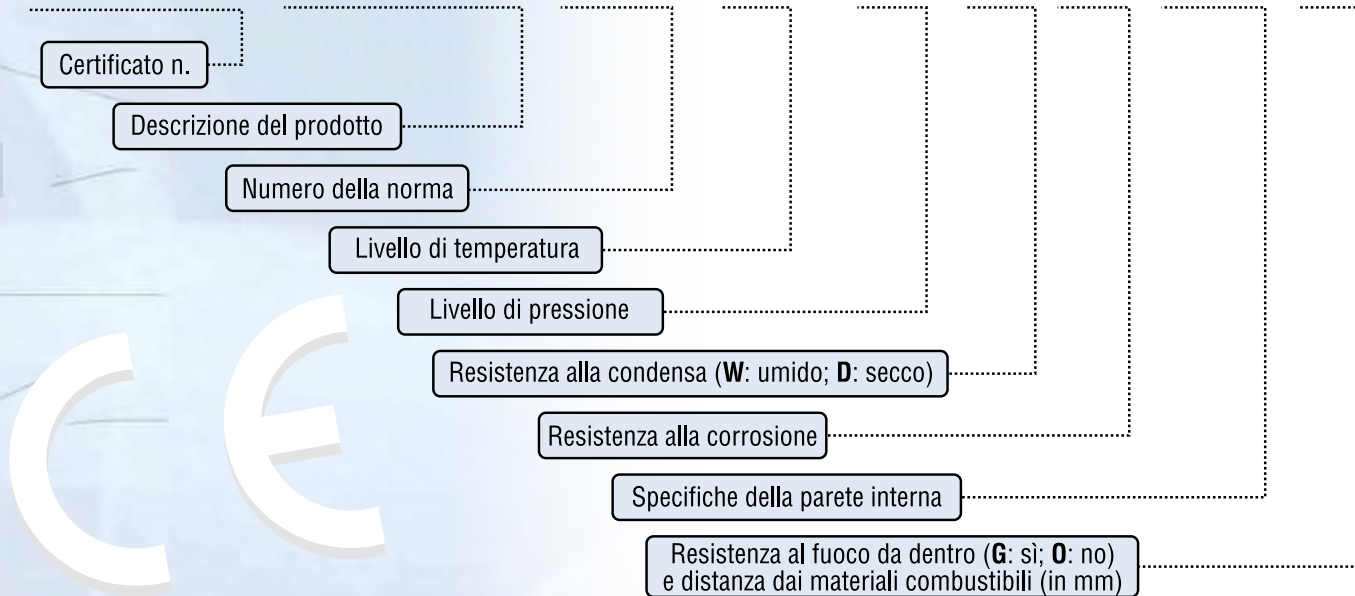 Certificato n.
Descrizione del prodotto
Numero della norma
Livello di temperatura
Livello di pressione
Resistenza alla condensa (W: umido; D: secco)
Resistenza alla corrosione
Specifiche della parete interna
Resistenza al fuoco da dentro (G: sì; O: no)
e distanza dai materiali combustibili (in mm)
CE